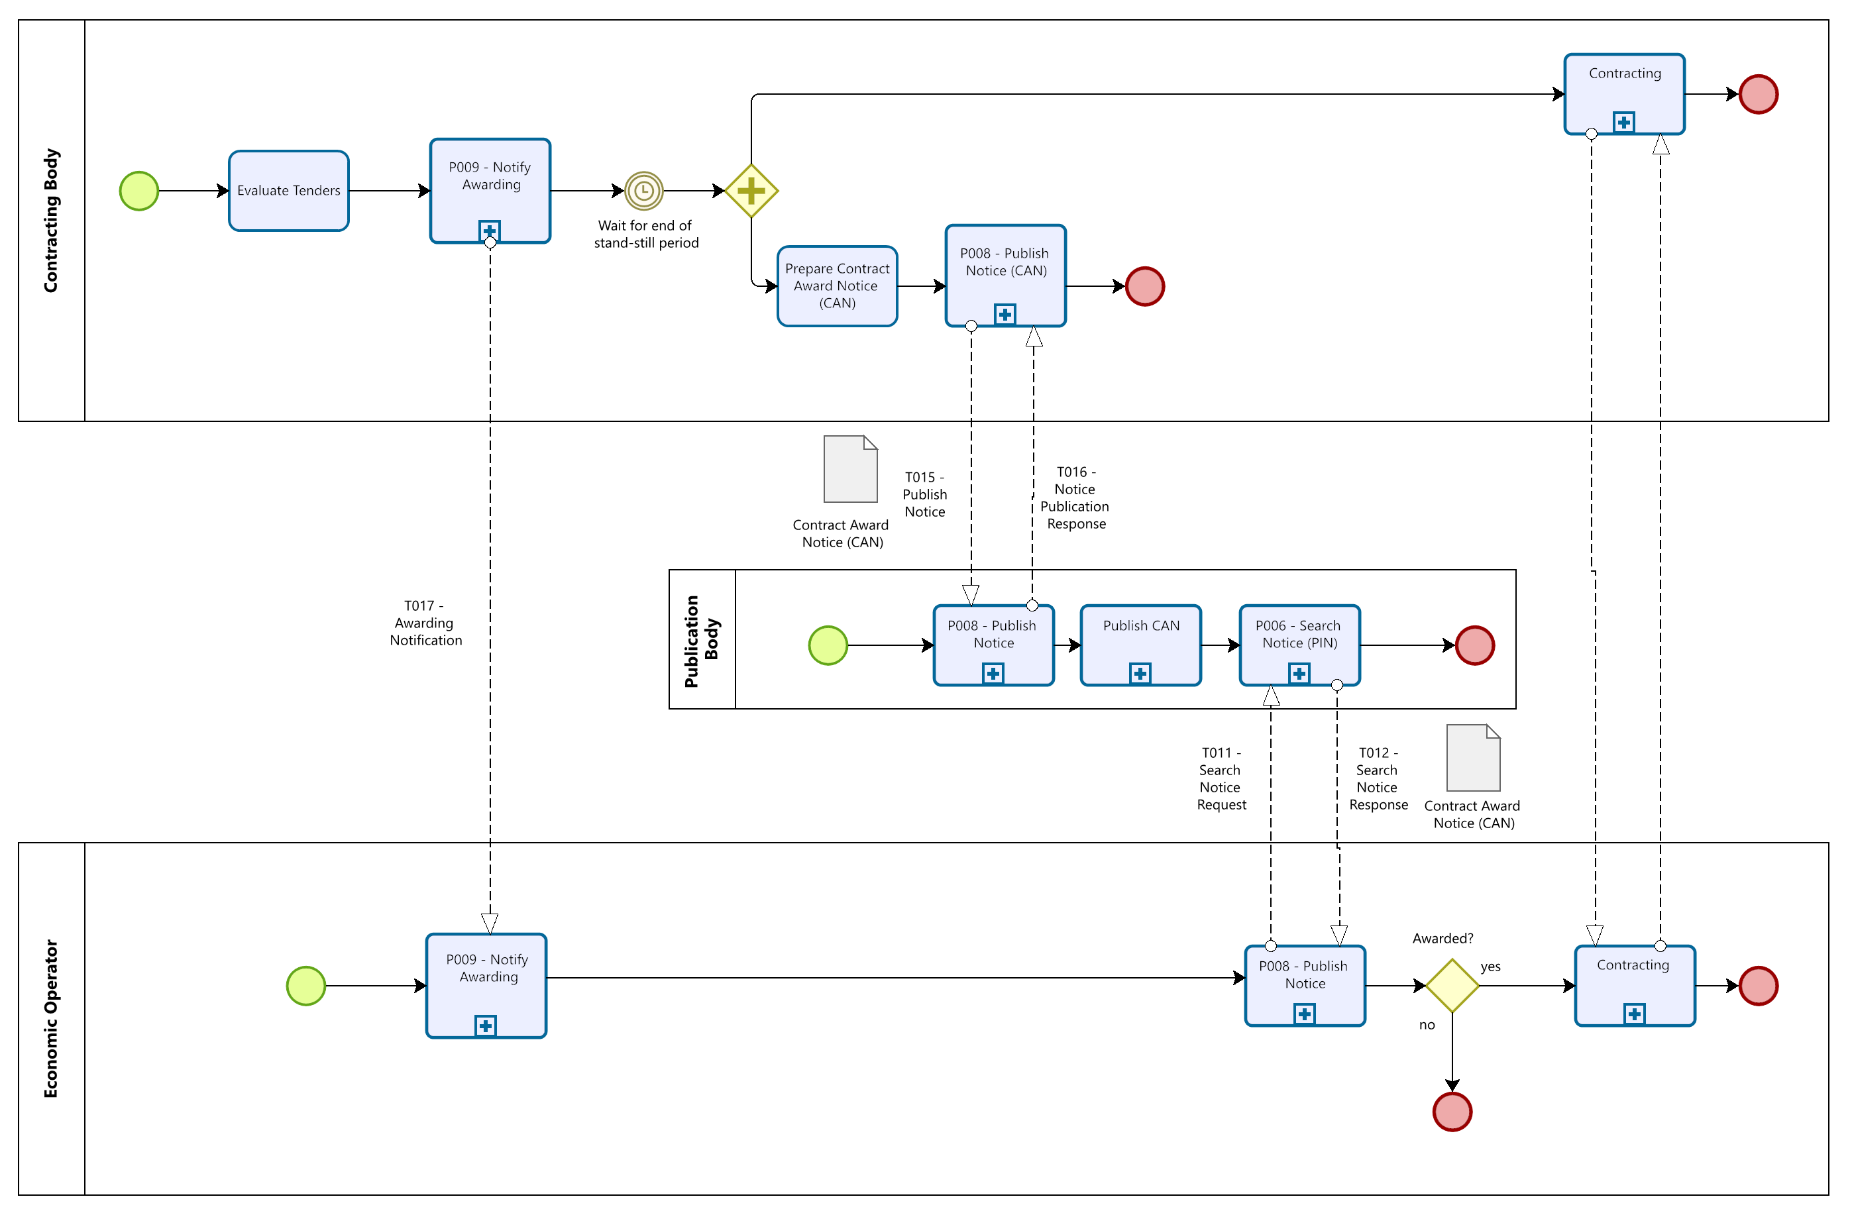 Contracting Body
Contracting
Evaluate Tenders
P009 - Notify
Awarding
Wait for end of
stand-still period
Prepare Contract
Award Notice
(CAN)
P008 - Publish
Notice (CAN)
Contract Award
Notice (CAN)
T015 -
Publish
Notice
T016 -
Notice
Publication
Response
T017 -
Awarding
Notification
Publication
Body
P008 - Publish
Notice
Publish CAN
P006 - Search
Notice (PIN)
T011 -
Search
Notice
Request
T012 -
Search
Notice
Response
Contract Award
Notice (CAN)
Economic Operator
P009 - Notify
Awarding
P008 - Publish
Notice
Awarded?
yes
no
Contracting